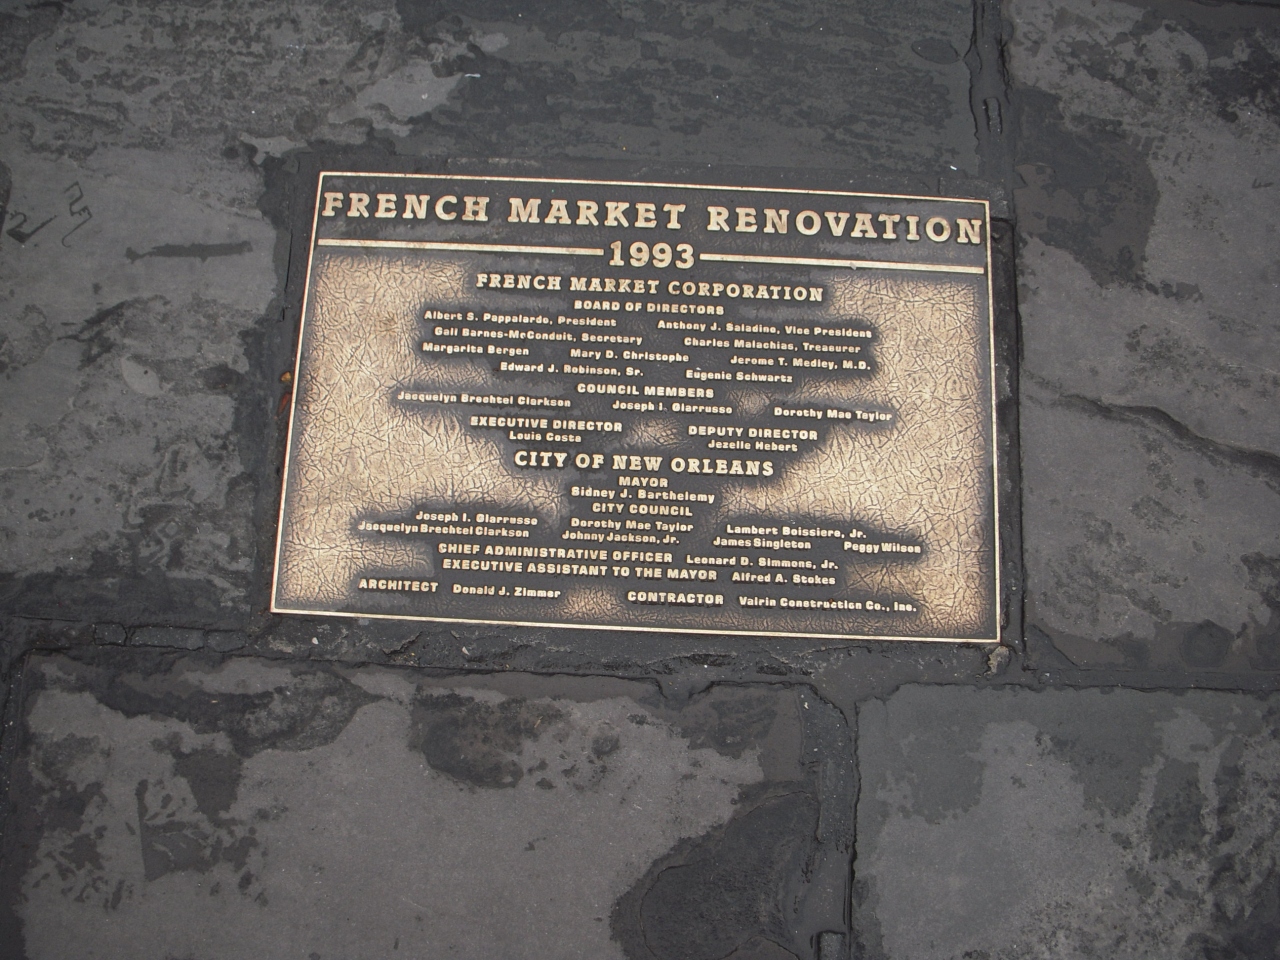 FRENCH MARKET RENOVATION
1993
FRENCH MARKET CORPORATION
BOARD OF DIRECTORS
Albert S. Pappalardo, President Anthony J. Saladino, Vice President
Gail Barnes-McConduit, Secretary Charles Malachias, Treasurer
Margarita Bergen Mary D. Christophe Jerome T. Medley, M.D.
Edward J. Robinson, Sr. Eugenie Schwartz
COUNCIL MEMBERS
Jacquelyn Brechtel Clarkson Joseph I. Giarrusso Dorothy Mae Taylor
EXECUTIVE DIRECTOR DEPUTY DIRECTOR
Louis Costa Jezelle Hebert
CITY OF NEW ORLEANS
MAYOR
Sidney J. Barthelemy
CITY COUNCIL
Joseph I. Giarrusso Dorothy Mae Taylor Lambert Boissiere, Jr.
Jacquelyn Brechtel Clarkson Johnny Jackson, Jr. James Singleton Peggy Wilson
CHIEF ADMINISTRATIVE OFFICER Leonard D. Simmons, Jr.
EXECUTIVE ASSISTANT TO THE MAYOR Alfred A. Stokes
ARCHITECT Donald J. Zimmer CONTRACTOR Vairin Construction Co., Inc.